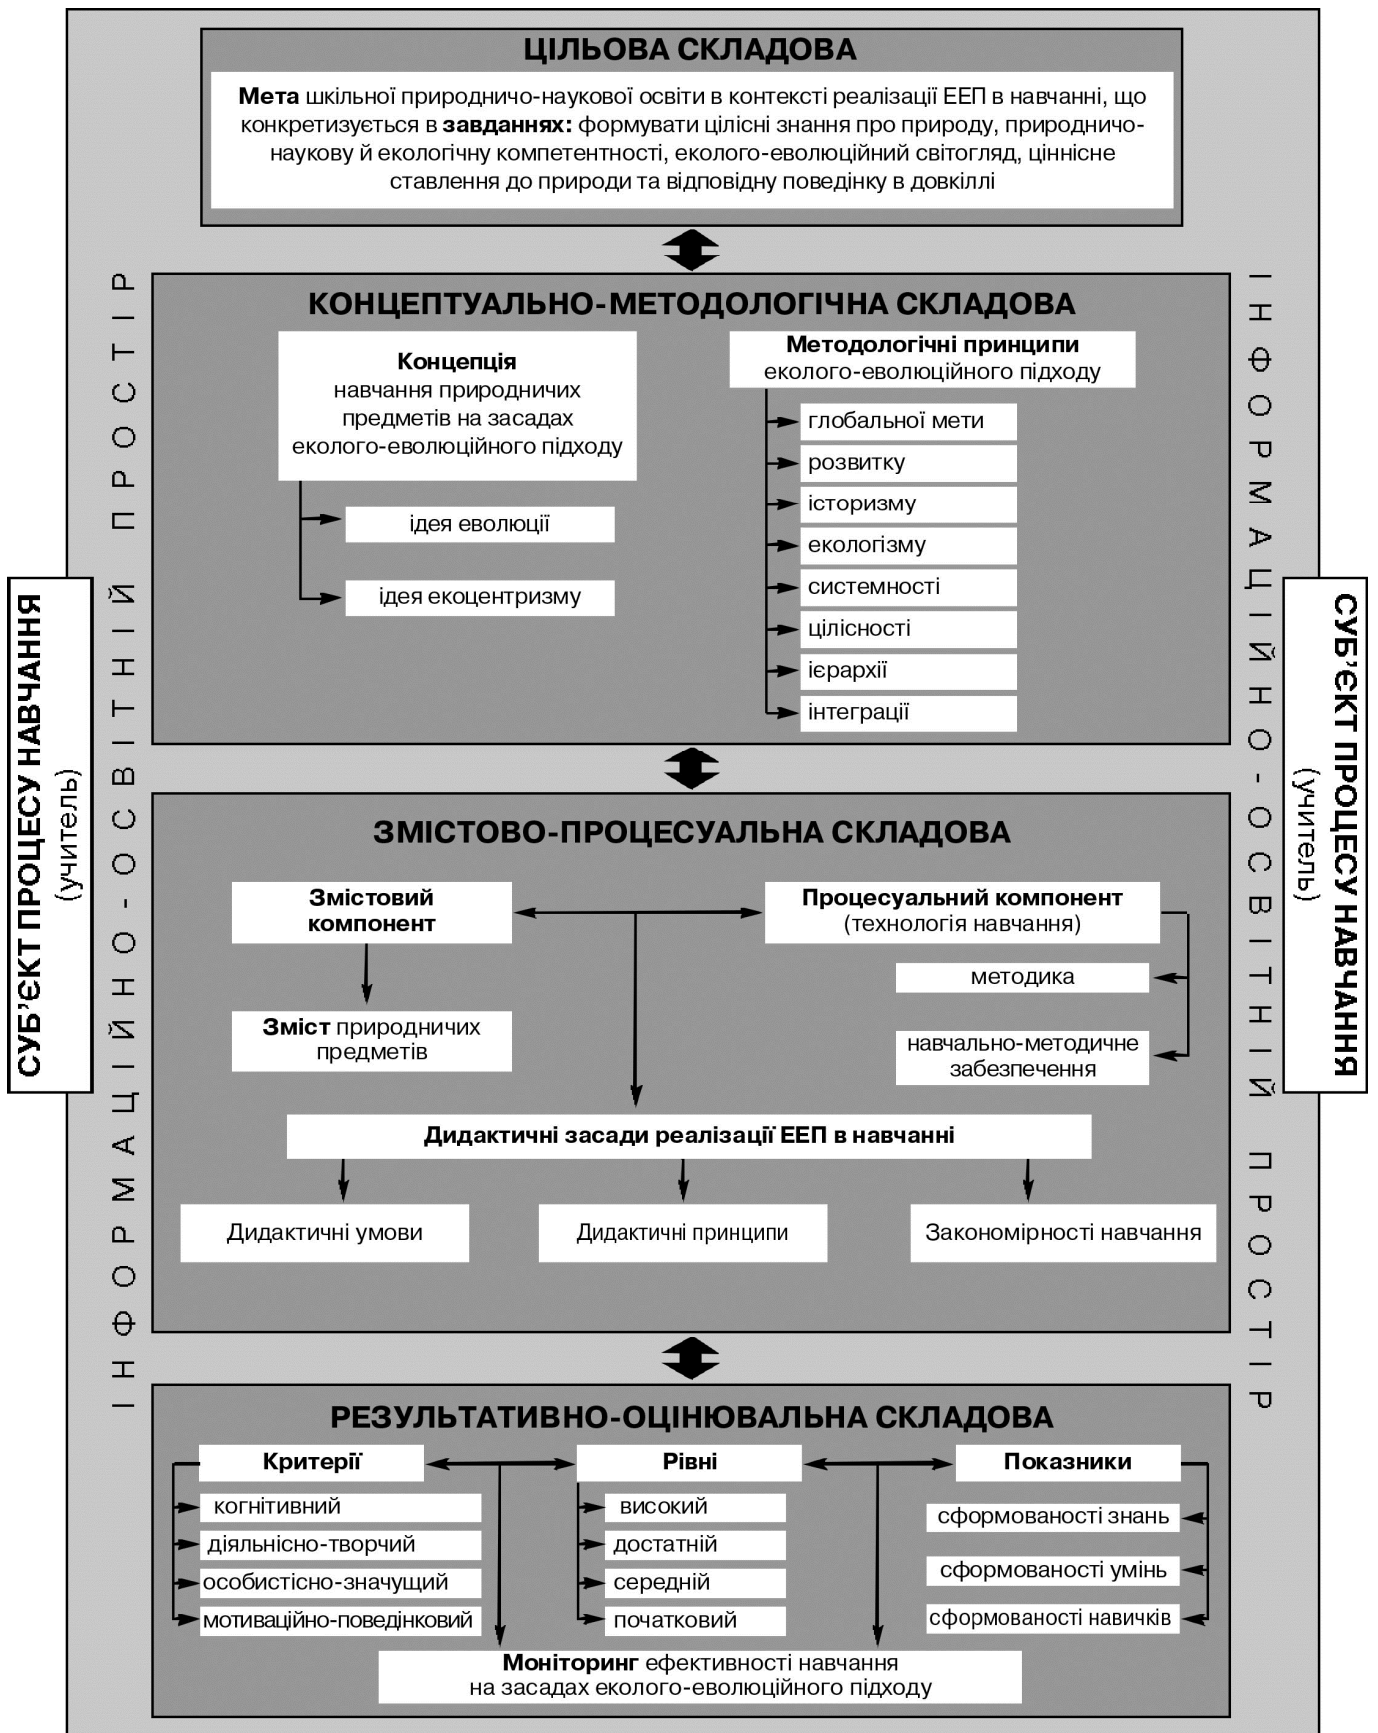 ЦІЛЬОВА СКЛАДОВА
Мета шкільної природничо-наукової освіти в контексті реалізації ЕЕП в навчанні, що
конкретизується в завданнях: формувати цілісні знання про природу, природничо-
наукову й екологічну компетентності, еколого-еволюційний світогляд, ціннісне
ставлення до природи та відповідну поведінку в довкіллі
КОНЦЕПТУАЛЬНО-МЕТОДОЛОГІЧНА СКЛАДОВА
Концепція
навчання природничих
предметів на засадах
еколого-еволюційного підходу
ідея еволюції
ідея екоцентризму
Методологічні принципи
еколого-еволюційного підходу
глобальної мети
розвитку
історизму
екологізму
системності
цілісності
ієрархії
інтеграції
ЗМІСТОВО-ПРОЦЕСУАЛЬНА СКЛАДОВА
Змістовий
компонент
Зміст природничих
предметів
Процесуальний компонент
(технологія навчання)
методика
навчально-методичне
забезпечення
Дидактичні засади реалізації ЕЕП в навчанні
Дидактичні умови
Дидактичні принципи
Закономірності навчання
РЕЗУЛЬТАТИВНО-ОЦІНЮВАЛЬНА СКЛАДОВА
Критерії
когнітивний
діяльнісно-творчий
особистісно-значущий
мотиваційно-поведінковий
Рівні
високий
достатній
середній
початковий
Показники
сформованості знань
сформованості умінь
сформованості навичків
Моніторинг ефективності навчання
на засадах еколого-еволюційного підходу
СУБ’ЄКТ ПРОЦЕСУ НАВЧАННЯ
(учитель)
ІНФОРМАЦІЙНО-ОСВІТНІЙ ПРОСТІР
ІНФОРМАЦІЙНО-ОСВІТНІЙ ПРОСТІР
СУБ’ЄКТ ПРОЦЕСУ НАВЧАННЯ
(учитель)